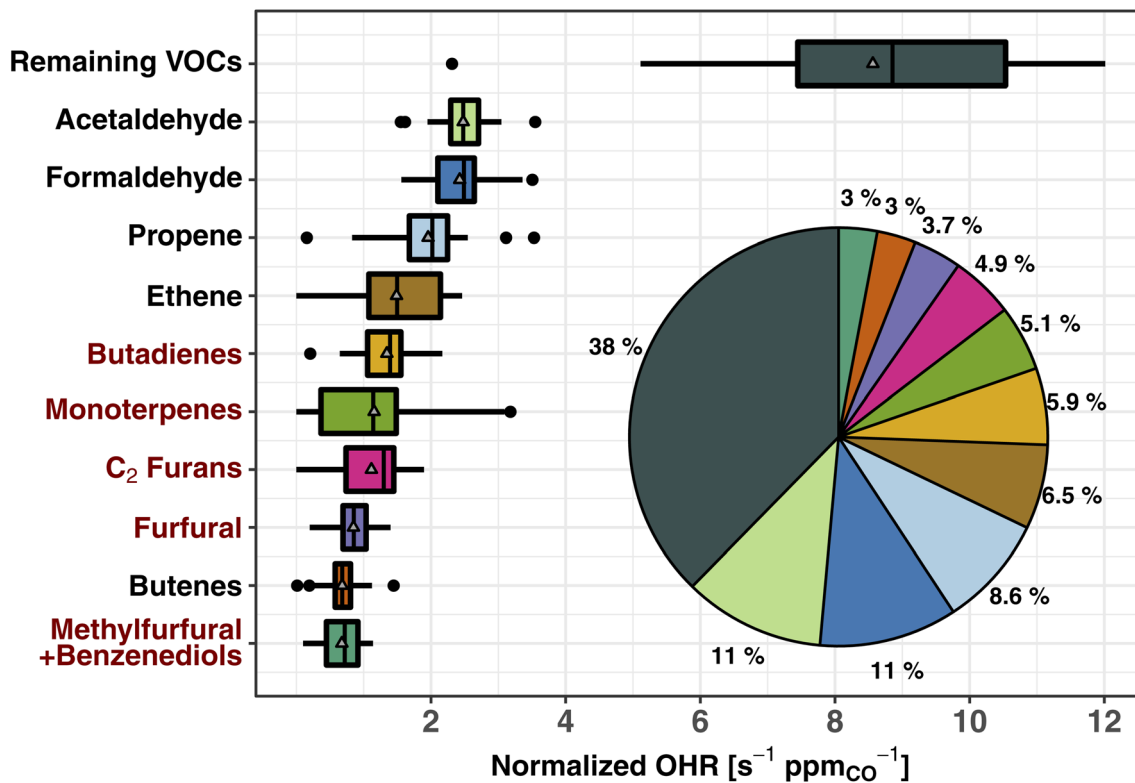 Remaining VOCs
Acetaldehyde
Formaldehyde
Propene
Ethene
Butadienes
Monoterpenes
C₂ Furans
Furfural
Butenes
Methylfurfural
+Benzenediols
3 %
3 %
3.7 %
4.9 %
5.1 %
5.9 %
6.5 %
8.6 %
11 %
11 %
38 %
2 4 6 8 10 12
Normalized OHR [s⁻¹ ppm_CO⁻¹]